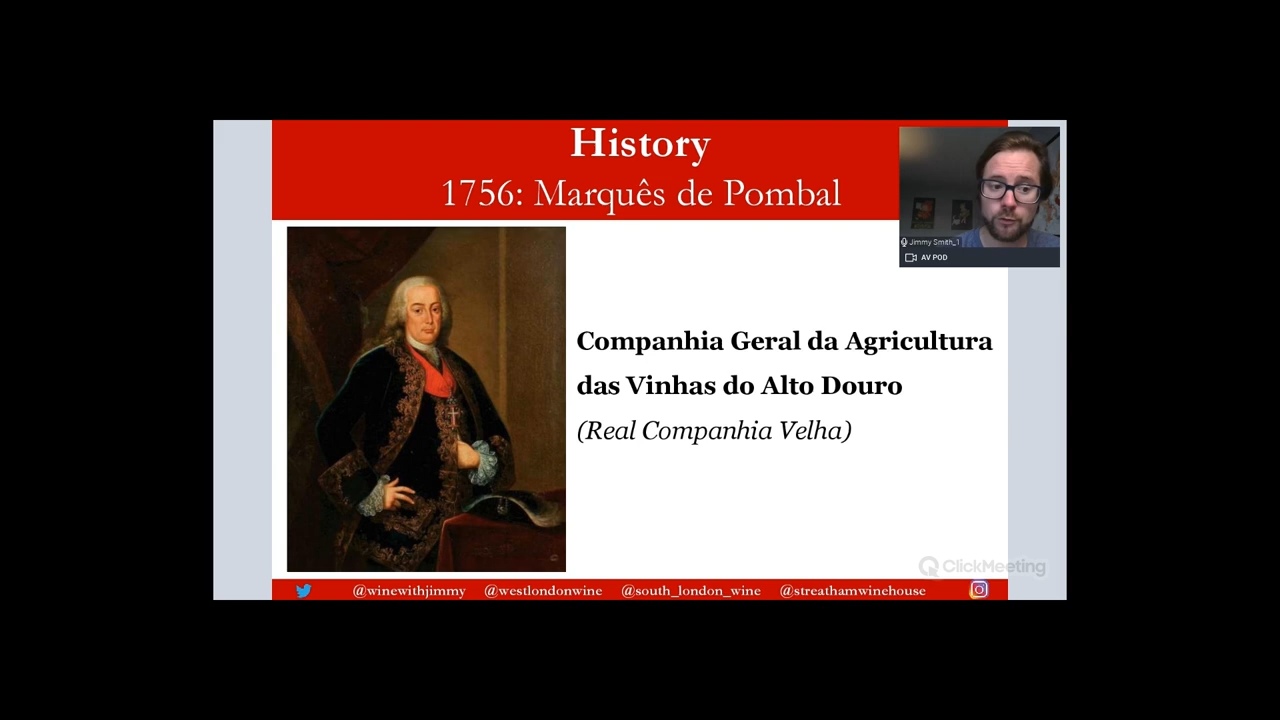 History
1756: Marquês de Pombal
Jimmy Smith_1
AV POD
Companhia Geral da Agricultura
das Vinhas do Alto Douro
(Real Companhia Velha)
ClickMeeting
@winewithjimmy @westlondonwine @south_london_wine @streathamwinehouse